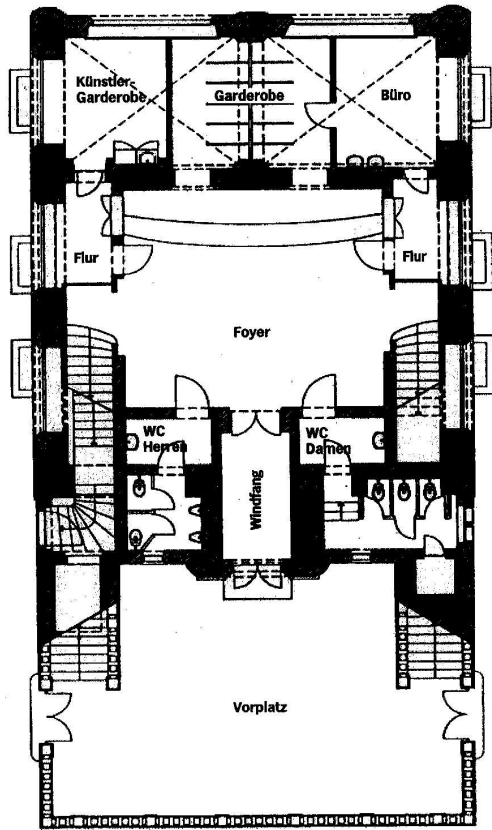 Künstler-
Garderobe
Garderobe
Büro
Flur
Flur
Foyer
WC
Herren
WC
Damen
Windfang
Vorplatz